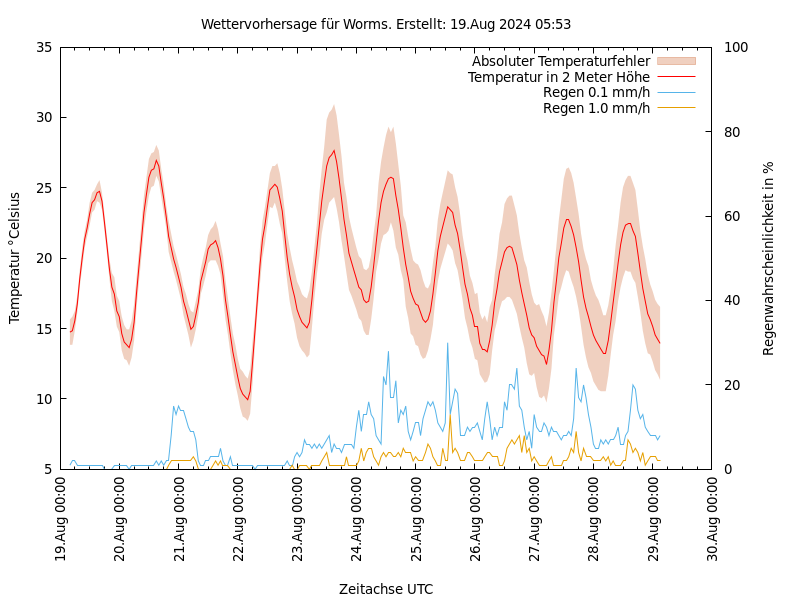 Wettervorhersage für Worms. Erstellt: 19.Aug 2024 05:53
Absoluter Temperaturfehler
Temperatur in 2 Meter Höhe
Regen 0.1 mm/h
Regen 1.0 mm/h
Temperatur °Celsius
35
30
25
20
15
10
5
100
80
60
40
20
0
Regenwahrscheinlichkeit in %
19.Aug 00:00
20.Aug 00:00
21.Aug 00:00
22.Aug 00:00
23.Aug 00:00
24.Aug 00:00
25.Aug 00:00
26.Aug 00:00
27.Aug 00:00
28.Aug 00:00
29.Aug 00:00
30.Aug 00:00
Zeitachse UTC